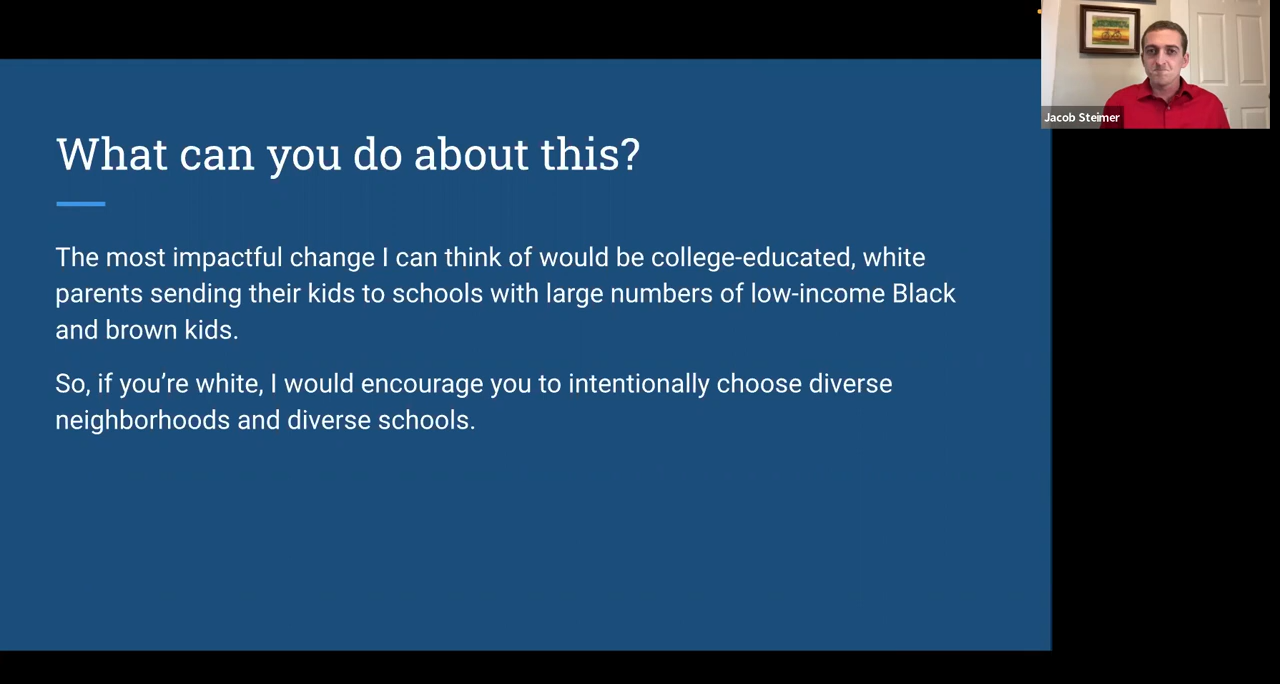 What can you do about this?
The most impactful change I can think of would be college-educated, white
parents sending their kids to schools with large numbers of low-income Black
and brown kids.
So, if you’re white, I would encourage you to intentionally choose diverse
neighborhoods and diverse schools.
Jacob Steimer